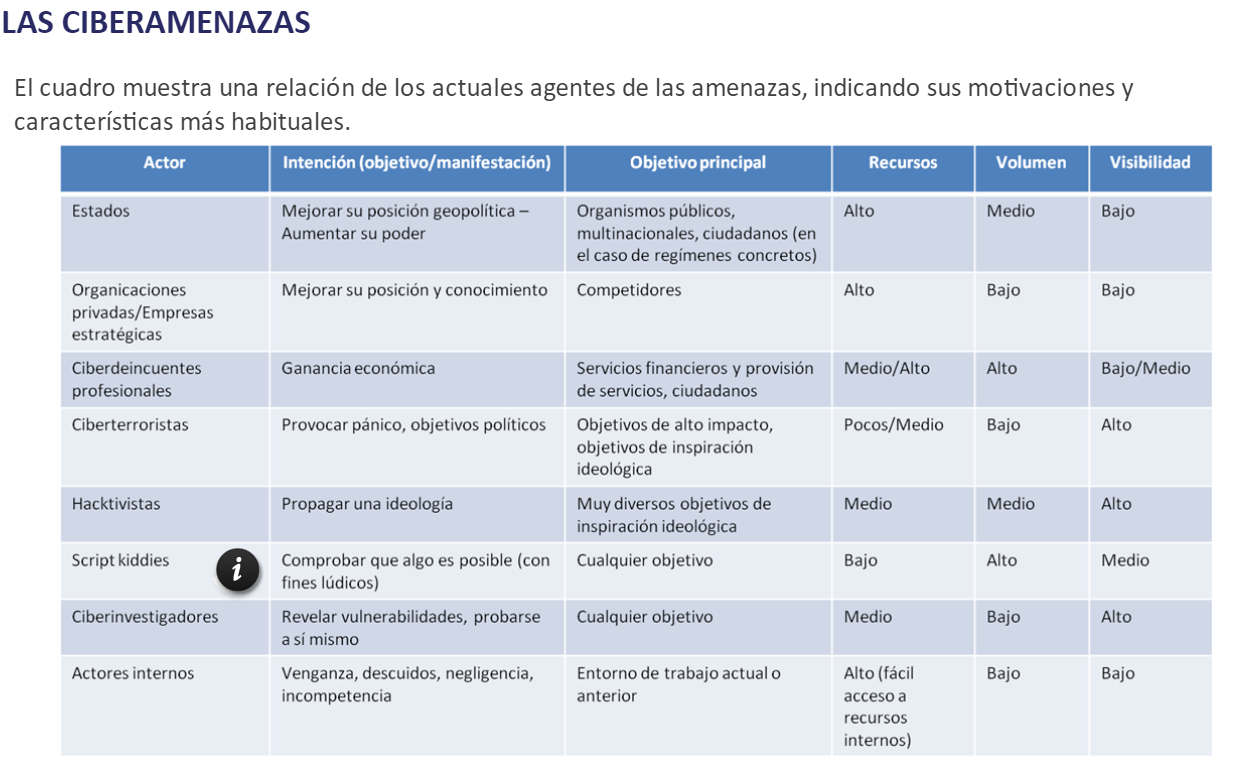 LAS CIBERAMENAZAS
El cuadro muestra una relación de los actuales agentes de las amenazas, indicando sus motivaciones y
características más habituales.
Actor Intención (objetivo/manifestación) Objetivo principal Recursos Volumen Visibilidad
Estados Mejorar su posición geopolítica – Organismos públicos, Alto Medio Bajo
Aumentar su poder multinacionales, ciudadanos (en
el caso de regímenes concretos)
Organizaciones Mejorar su posición y conocimiento Competidores Alto Bajo Bajo
privadas/Empresas
estratégicas
Ciberdeincuentes Ganancia económica Servicios financieros y provisión Medio/Alto Alto Bajo/Medio
profesionales de servicios, ciudadanos
Ciberterroristas Provocar pánico, objetivos políticos Objetivos de alto impacto, Pocos/Medio Bajo Alto
objetivos de inspiración
ideológica
Hacktivistas Propagar una ideología Muy diversos objetivos de Medio Medio Alto
inspiración ideológica
Script kiddies i Comprobar que algo es posible (con Cualquier objetivo Bajo Alto Medio
fines lúdicos)
Ciberinvestigadores Revelar vulnerabilidades, probarse Cualquier objetivo Medio Bajo Alto
a sí mismo
Actores internos Venganza, descuidos, negligencia, Entorno de trabajo actual o Alto (fácil Bajo Bajo
incompetencia anterior acceso a
recursos
internos)